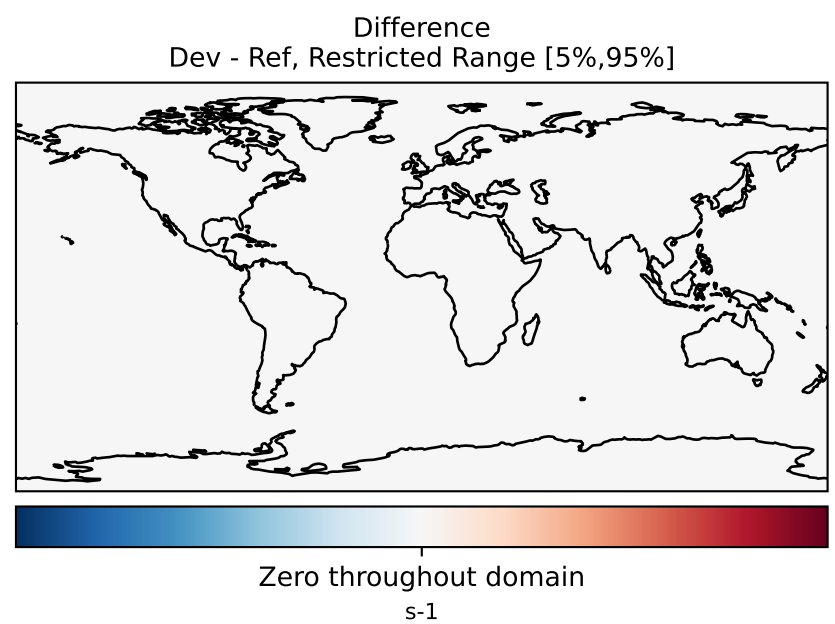 Difference
Dev - Ref, Restricted Range [5%,95%]
Zero throughout domain
s-1